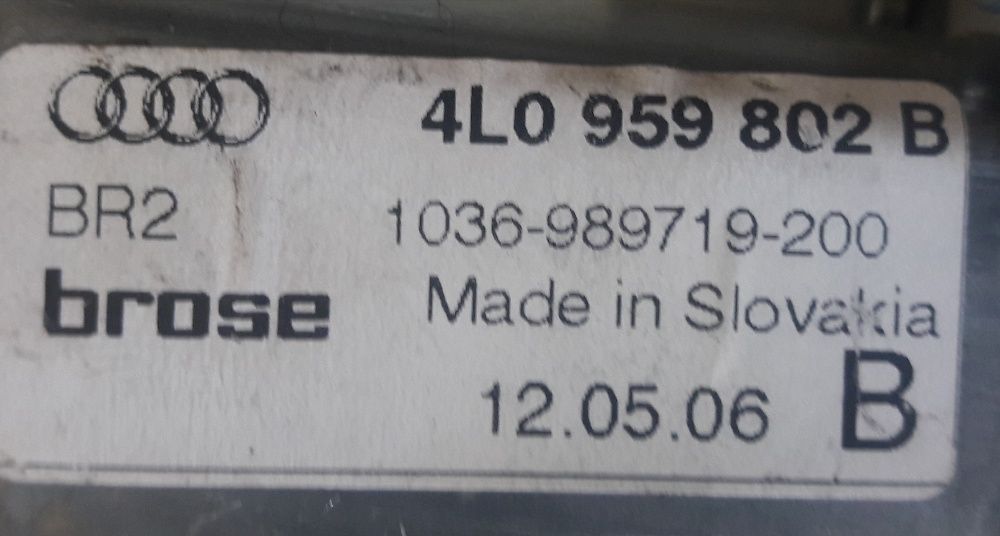 4L0 959 802 B
BR2 1036-989719-200
brose Made in Slovakia
12.05.06 B